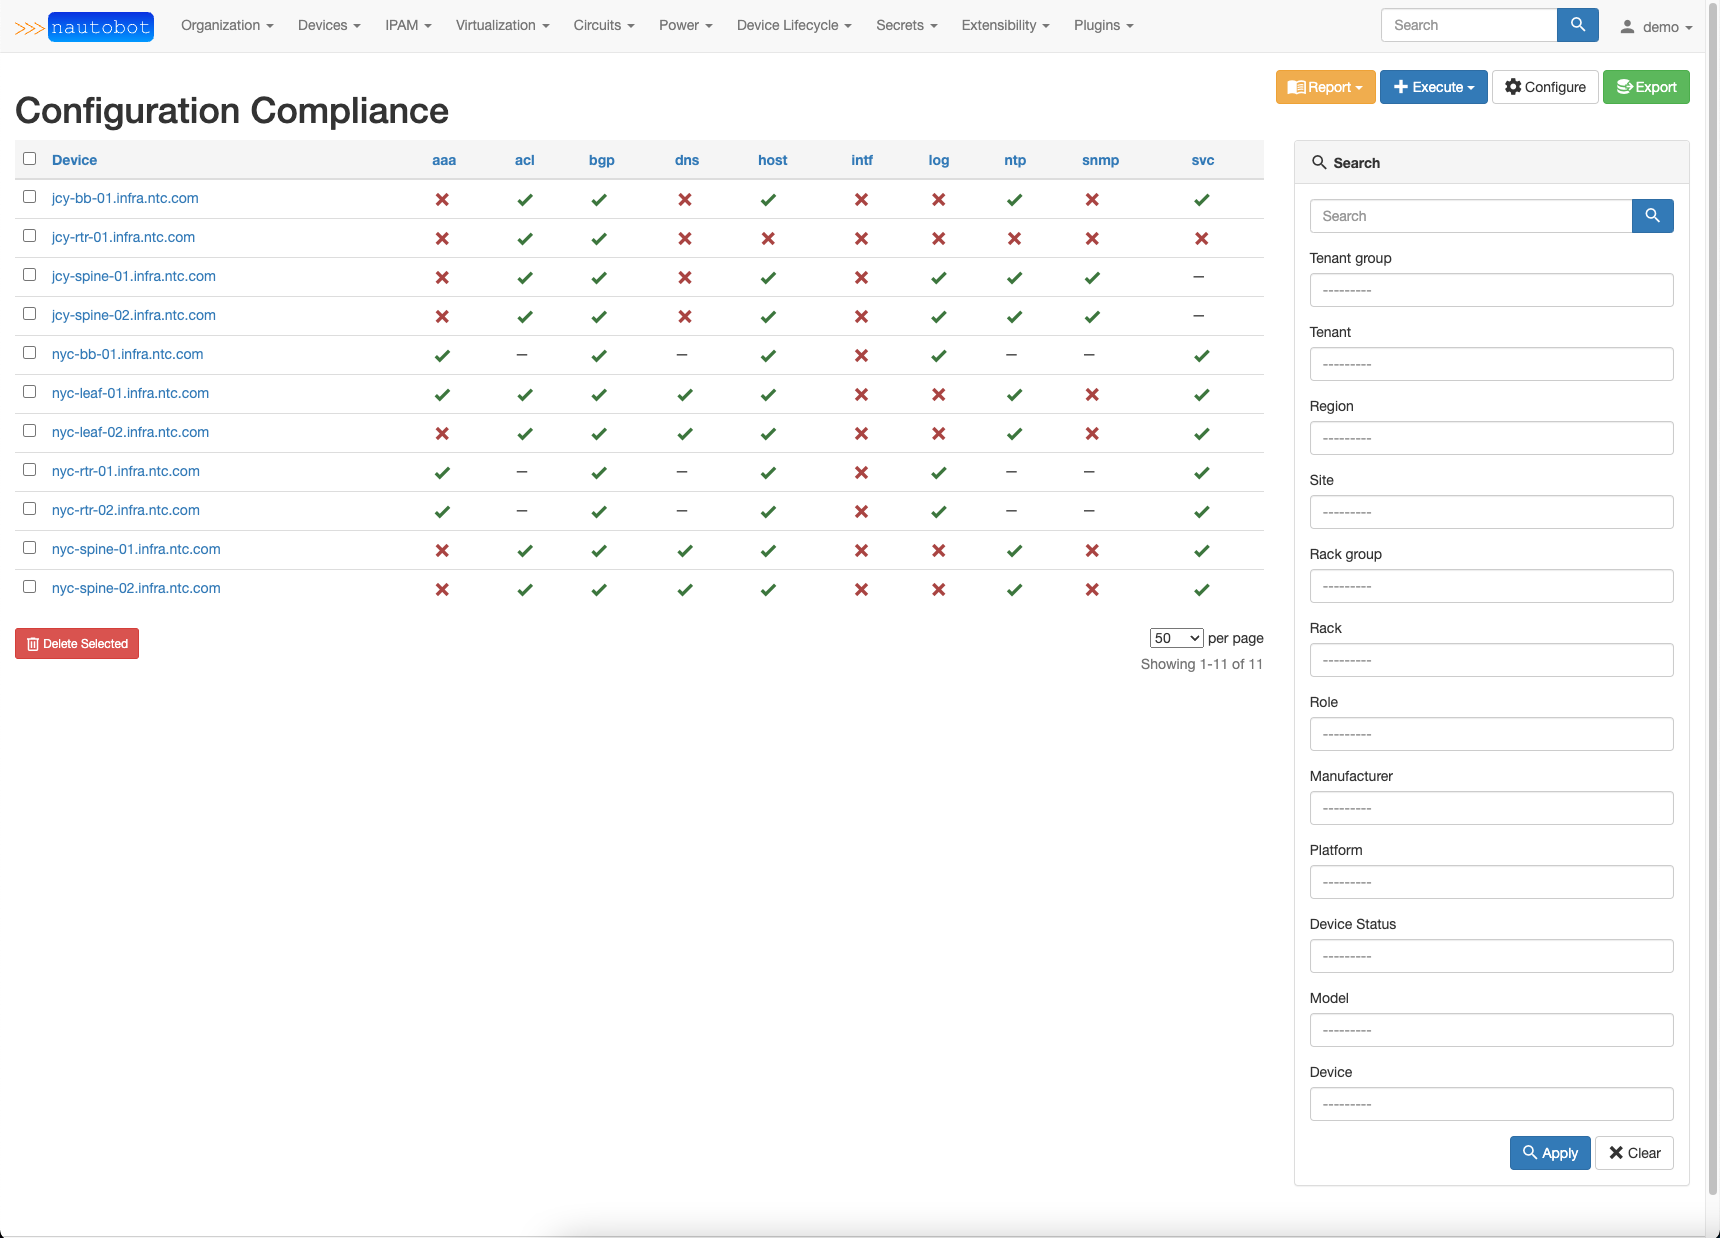 >>> nautobot Organization Devices IPAM Virtualization Circuits Power Device Lifecycle Secrets Extensibility Plugins Search demo
Report Execute Configure Export
Configuration Compliance
Device aaa acl bgp dns host intf log ntp snmp svc
jcy-bb-01.infra.ntc.com
jcy-rtr-01.infra.ntc.com
jcy-spine-01.infra.ntc.com —
jcy-spine-02.infra.ntc.com —
nyc-bb-01.infra.ntc.com — — — —
nyc-leaf-01.infra.ntc.com
nyc-leaf-02.infra.ntc.com
nyc-rtr-01.infra.ntc.com — — — —
nyc-rtr-02.infra.ntc.com — — — —
nyc-spine-01.infra.ntc.com
nyc-spine-02.infra.ntc.com
Delete Selected
50 per page
Showing 1-11 of 11
Search
Search
Tenant group
---------
Tenant
---------
Region
---------
Site
---------
Rack group
---------
Rack
---------
Role
---------
Manufacturer
---------
Platform
---------
Device Status
---------
Model
---------
Device
---------
Apply Clear